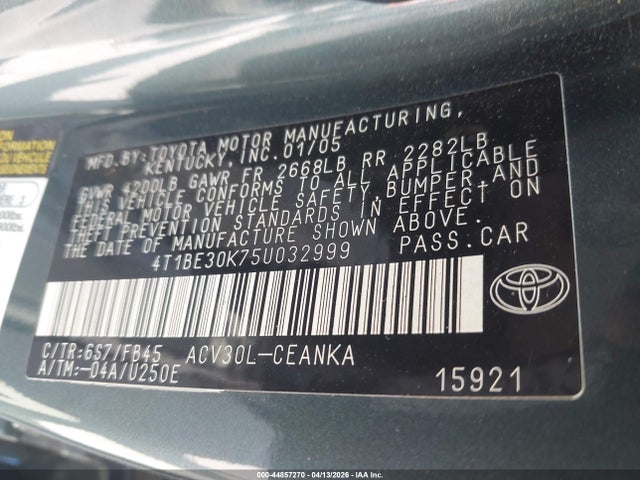 MFD.BY:TOYOTA MOTOR MANUFACTURING,
KENTUCKY, INC.01/05
GVWR 4200LB GAWR FR 2668LB RR 2282LB
THIS VEHICLE CONFORMS TO ALL APPLICABLE
FEDERAL MOTOR VEHICLE SAFETY, BUMPER, AND
THEFT PREVENTION STANDARDS IN EFFECT ON
THE DATE OF MANUFACTURE SHOWN ABOVE.
4T1BE30K75U032999 PASS.CAR
C/TR:6S7/FB45 ACV30L-CEANKA
A/TM:-04A/U250E 15921
000-44857270 - 04/13/2026 - IAA Inc.